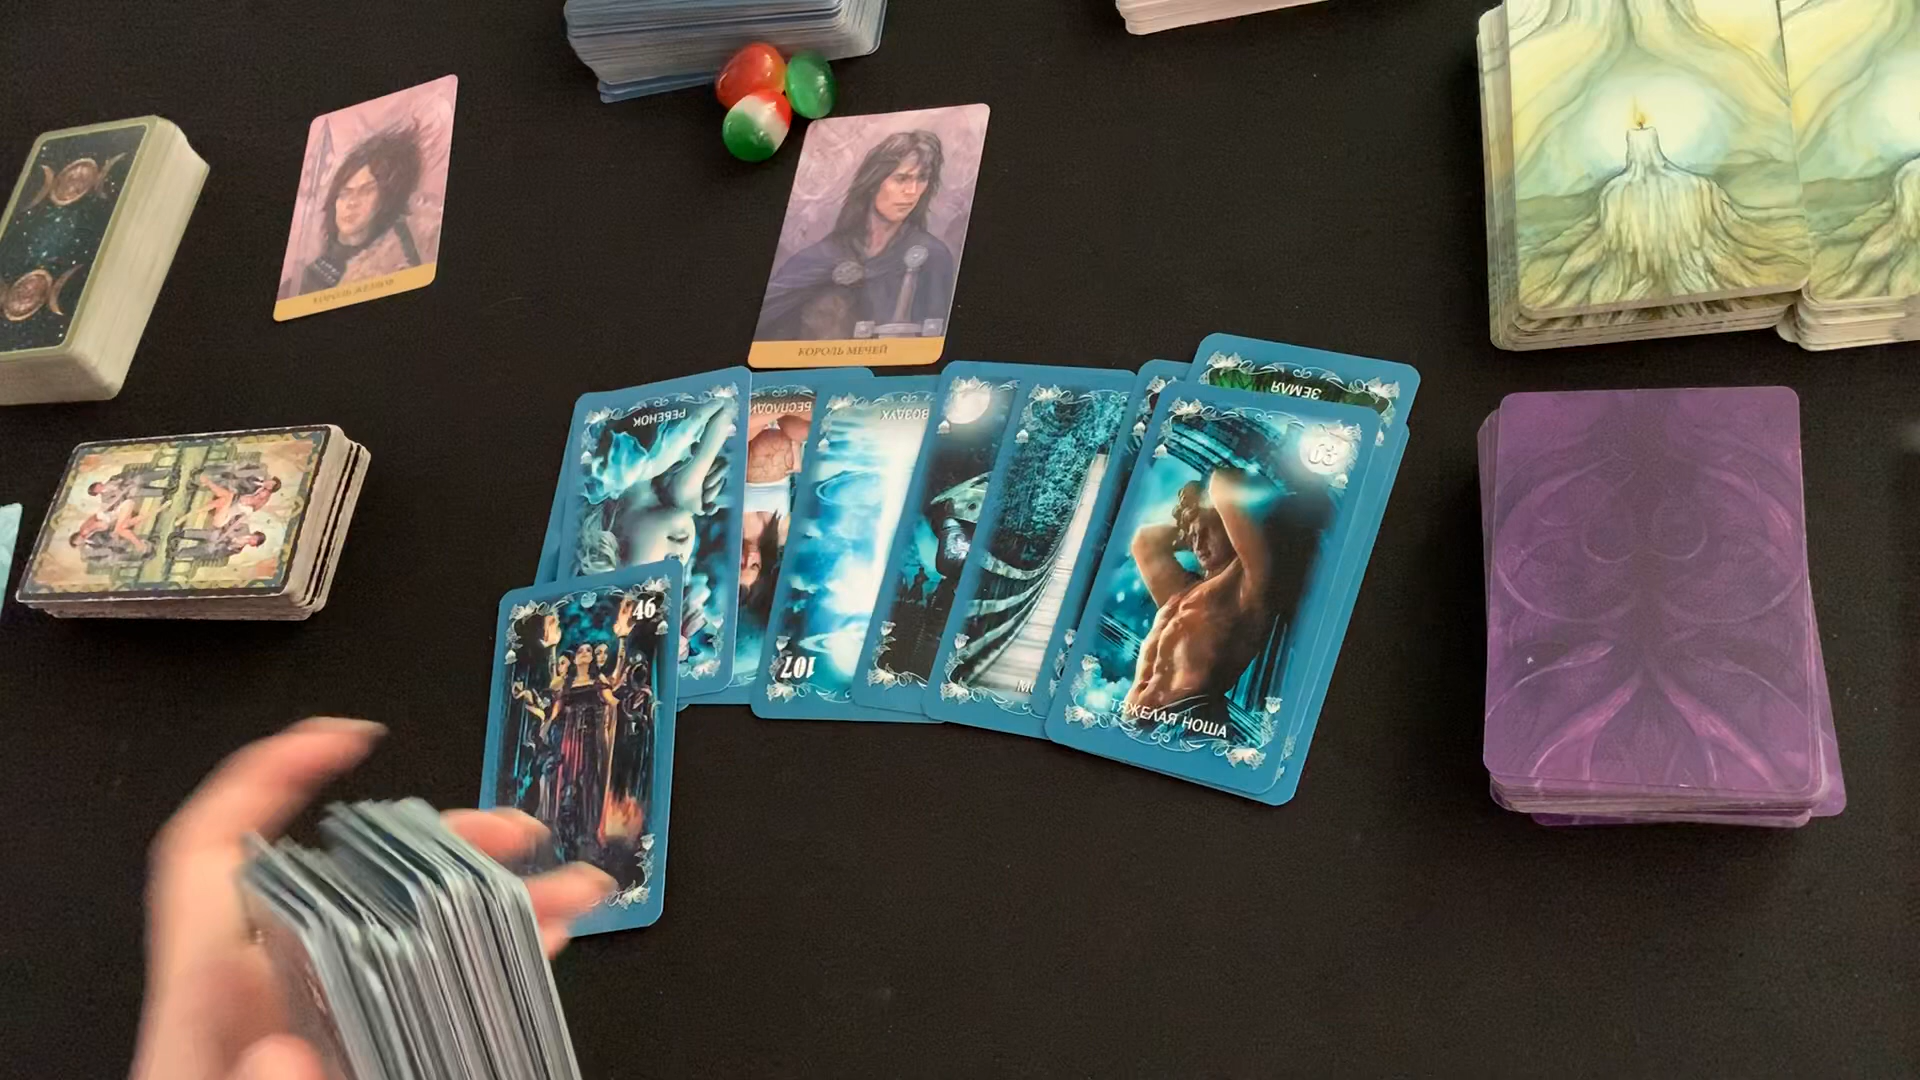 КОРОЛЬ ЖЕЗЛОВ
КОРОЛЬ МЕЧЕЙ
РЕБЕНОК
ВОЗДУХ
ЗЕМЛЯ
46
107
ТЯЖЕЛАЯ НОША